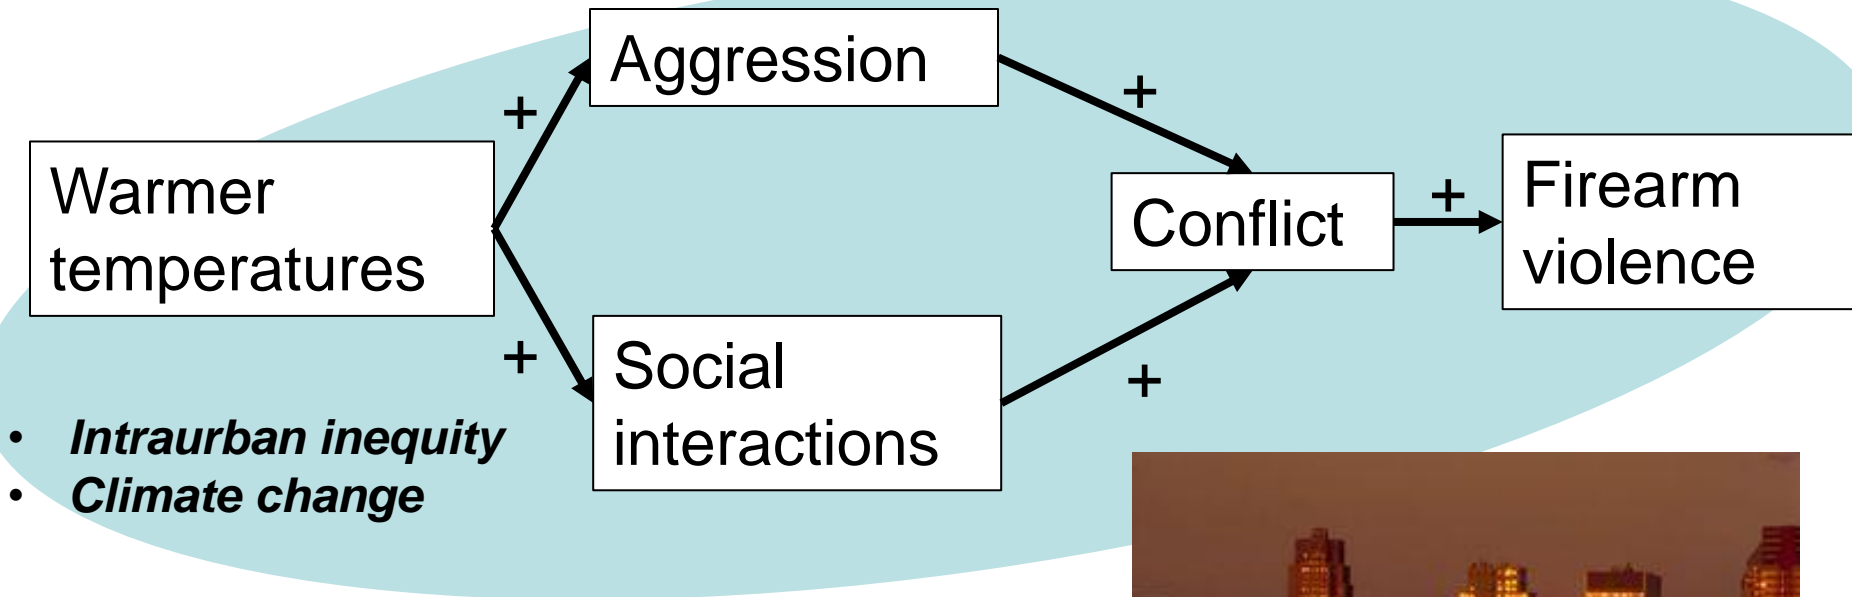 Aggression
+
+
Warmer
temperatures
Conflict
+
Firearm
violence
+
Social
interactions
+
• Intraurban inequity
• Climate change